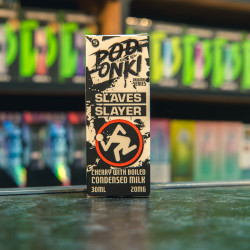 PODONKI
SLAVES
SLAYER
CHERRY WITH BOILED
CONDENSED MILK
30ML 20MG